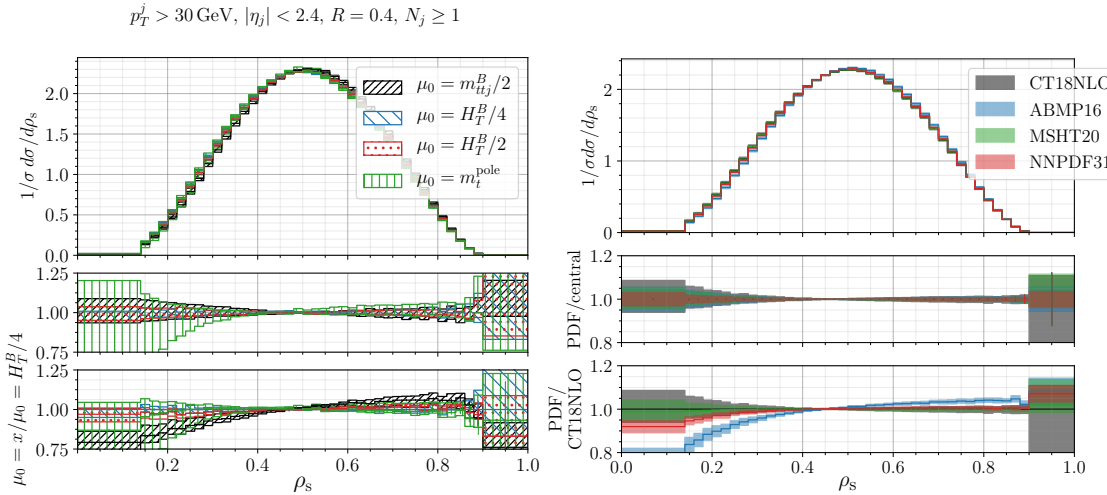 p_T^j > 30 GeV, |η_j| < 2.4, R = 0.4, N_j ≥ 1
1/σ dσ/dρ_s
2.0
1.5
1.0
0.5
0.0
μ_0 = m_{ttj}^B/2
μ_0 = H_T^B/4
μ_0 = H_T^B/2
μ_0 = m_t^{pole}
1.25
1.00
0.75
μ_0 = x/μ_0 = H_T^B/4
1.25
1.00
0.75
0.2 0.4 0.6 0.8 1.0
ρ_s
1/σ dσ/dρ_s
2
1
0
CT18NLO
ABMP16
MSHT20
NNPDF31
PDF/central
1.2
1.0
0.8
PDF/
CT18NLO
1.2
1.0
0.8
0.0 0.2 0.4 0.6 0.8 1.0
ρ_s